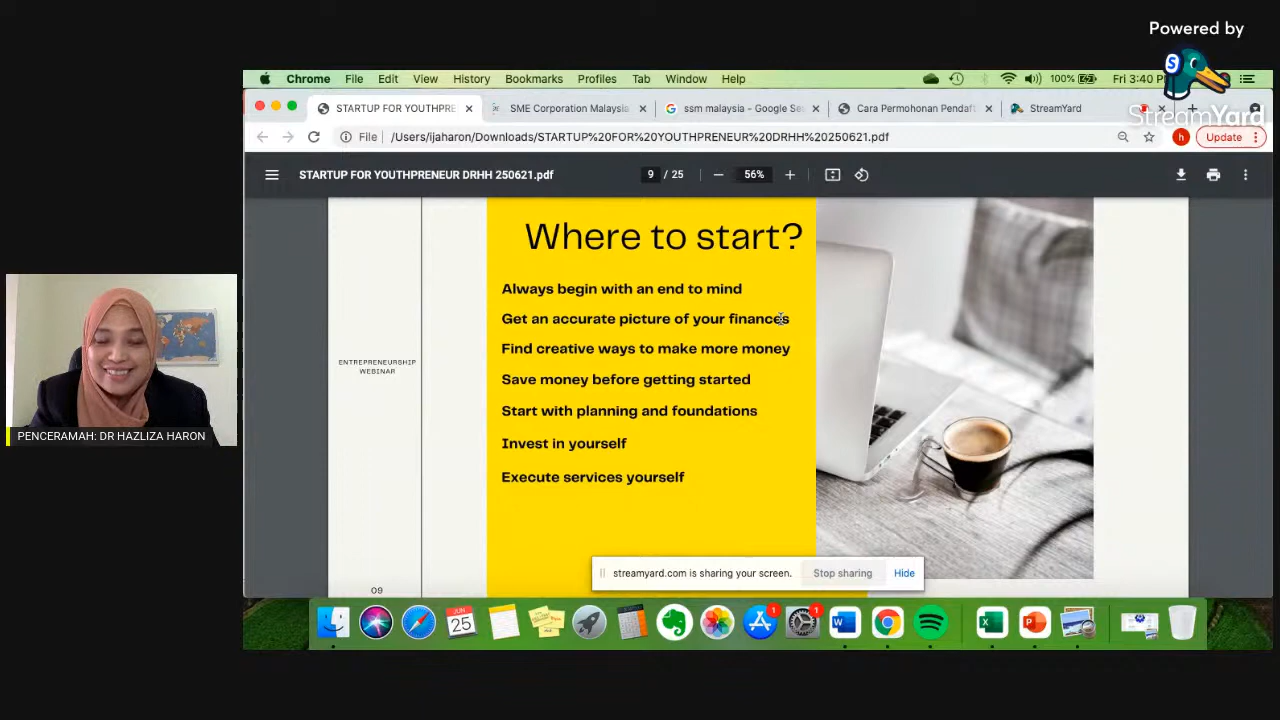 Powered by
StreamYard
Chrome File Edit View History Bookmarks Profiles Tab Window Help
100%
Fri 3:40 P
STARTUP FOR YOUTHPRE
SME Corporation Malaysia
ssm malaysia - Google Se
Cara Permohonan Pendaft
StreamYard
File /Users/ijaharon/Downloads/STARTUP%20FOR%20YOUTHPRENEUR%20DRHH%20250621.pdf
h
Update
STARTUP FOR YOUTHPRENEUR DRHH 250621.pdf
9 / 25
56%
Where to start?
Always begin with an end to mind
Get an accurate picture of your finances
Find creative ways to make more money
Save money before getting started
Start with planning and foundations
Invest in yourself
Execute services yourself
ENTREPRENEURSHIP
WEBINAR
09
PENCERAMAH: DR HAZLIZA HARON
streamyard.com is sharing your screen. Stop sharing Hide
JUN
25
1
1